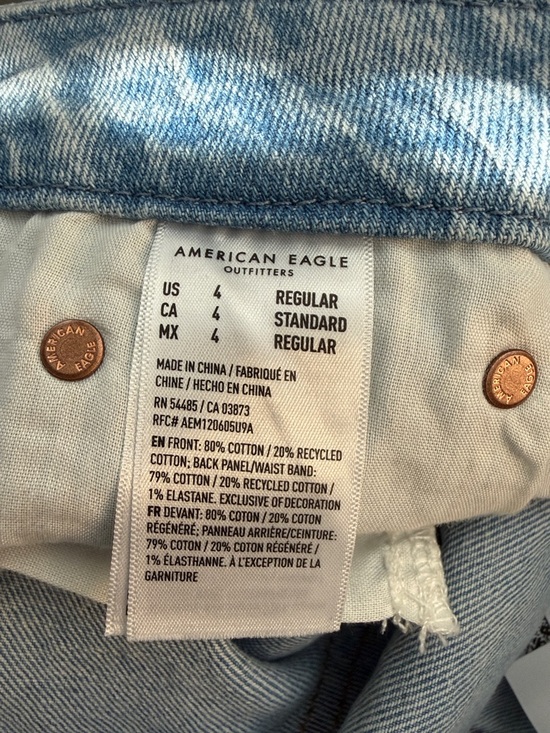 AMERICAN EAGLE
OUTFITTERS
US 4 REGULAR
CA 4 STANDARD
MX 4 REGULAR
MADE IN CHINA / FABRIQUÉ EN
CHINE / HECHO EN CHINA
RN 54485 / CA 03873
RFC# AEM120605U9A
EN FRONT: 80% COTTON / 20% RECYCLED
COTTON; BACK PANEL/WAIST BAND:
79% COTTON / 20% RECYCLED COTTON /
1% ELASTANE. EXCLUSIVE OF DECORATION
FR DEVANT: 80% COTON / 20% COTON
RÉGÉNÉRÉ; PANNEAU ARRIÈRE/CEINTURE:
79% COTON / 20% COTON RÉGÉNÉRÉ /
1% ÉLASTHANNE. À L'EXCEPTION DE LA
GARNITURE
AMERICAN
EAGLE
AMERICAN
EAGLE